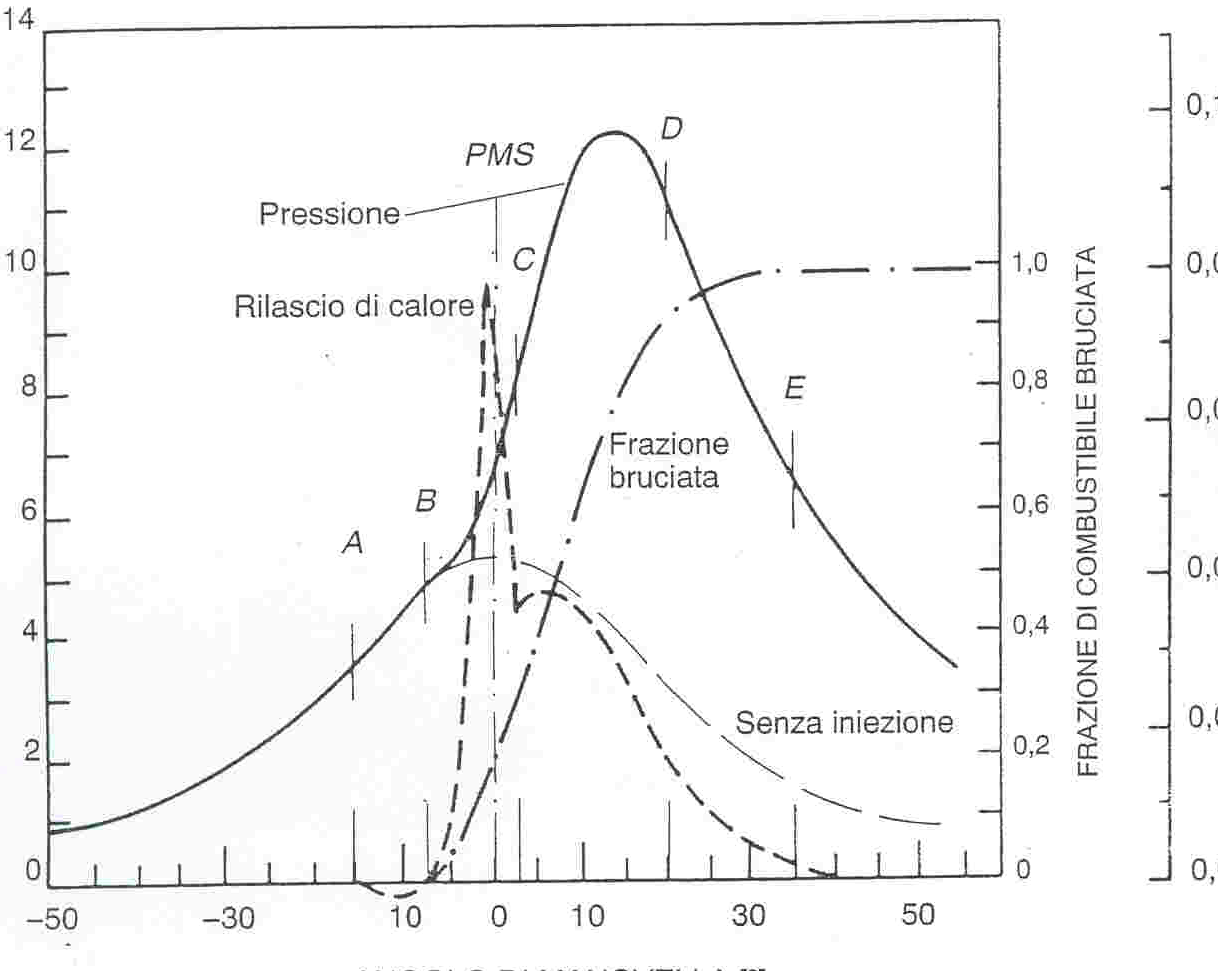 14
12
10
8
6
4
2
0
PMS
Pressione
Rilascio di calore
A
B
C
D
E
Frazione
bruciata
Senza iniezione
1,0
0,8
0,6
0,4
0,2
0
FRAZIONE DI COMBUSTIBILE BRUCIATA
–50
–30
10
0
10
30
50